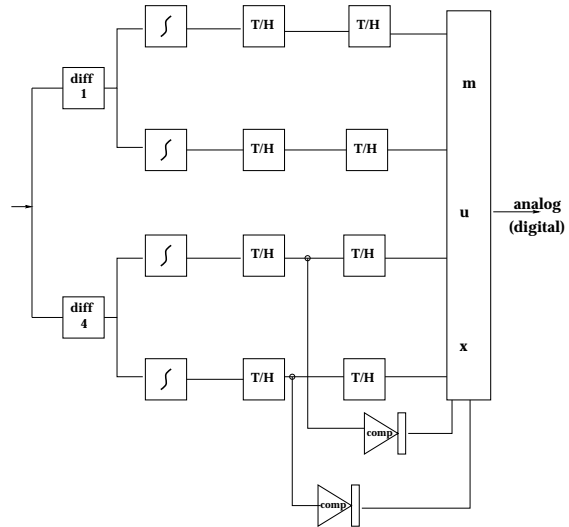 T/H
T/H
diff
1
m
T/H
T/H
u
analog
(digital)
T/H
T/H
diff
4
x
T/H
T/H
comp
comp